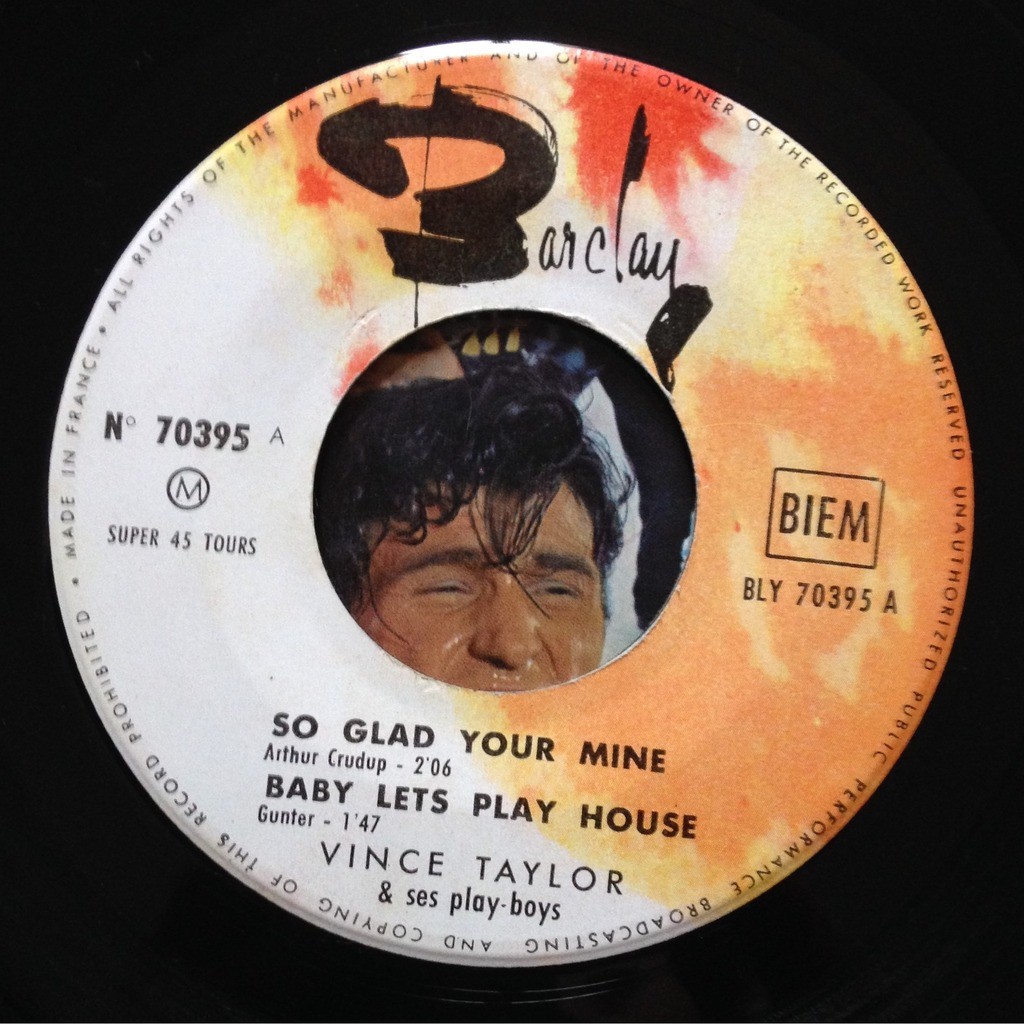 Barclay
N° 70395 A
M
SUPER 45 TOURS
BIEM
BLY 70395 A
SO GLAD YOUR MINE
Arthur Crudup - 2'06
BABY LETS PLAY HOUSE
Gunter - 1'47
VINCE TAYLOR
& ses play-boys
• MADE IN FRANCE • ALL RIGHTS OF THE MANUFACTURER AND OF THE OWNER OF THE RECORDED WORK RESERVED UNAUTHORIZED PUBLIC PERFORMANCE BROADCASTING AND COPYING OF THIS RECORD PROHIBITED